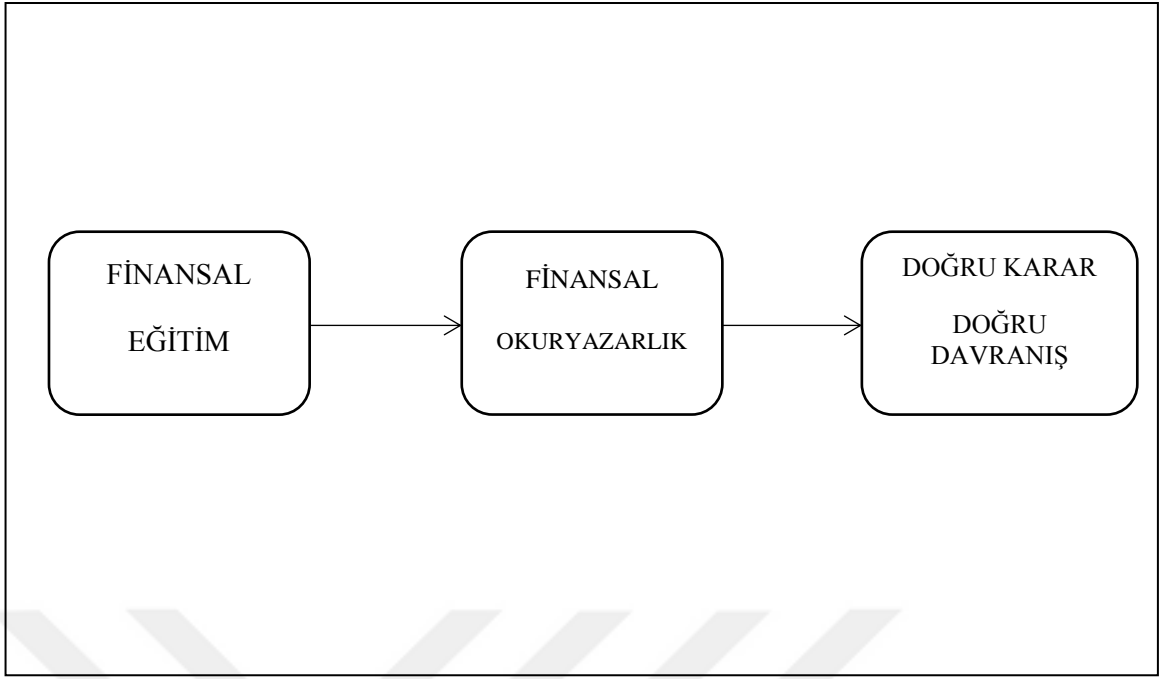 FİNANSAL
EĞİTİM
FİNANSAL
OKURYAZARLIK
DOĞRU KARAR
DOĞRU
DAVRANIŞ